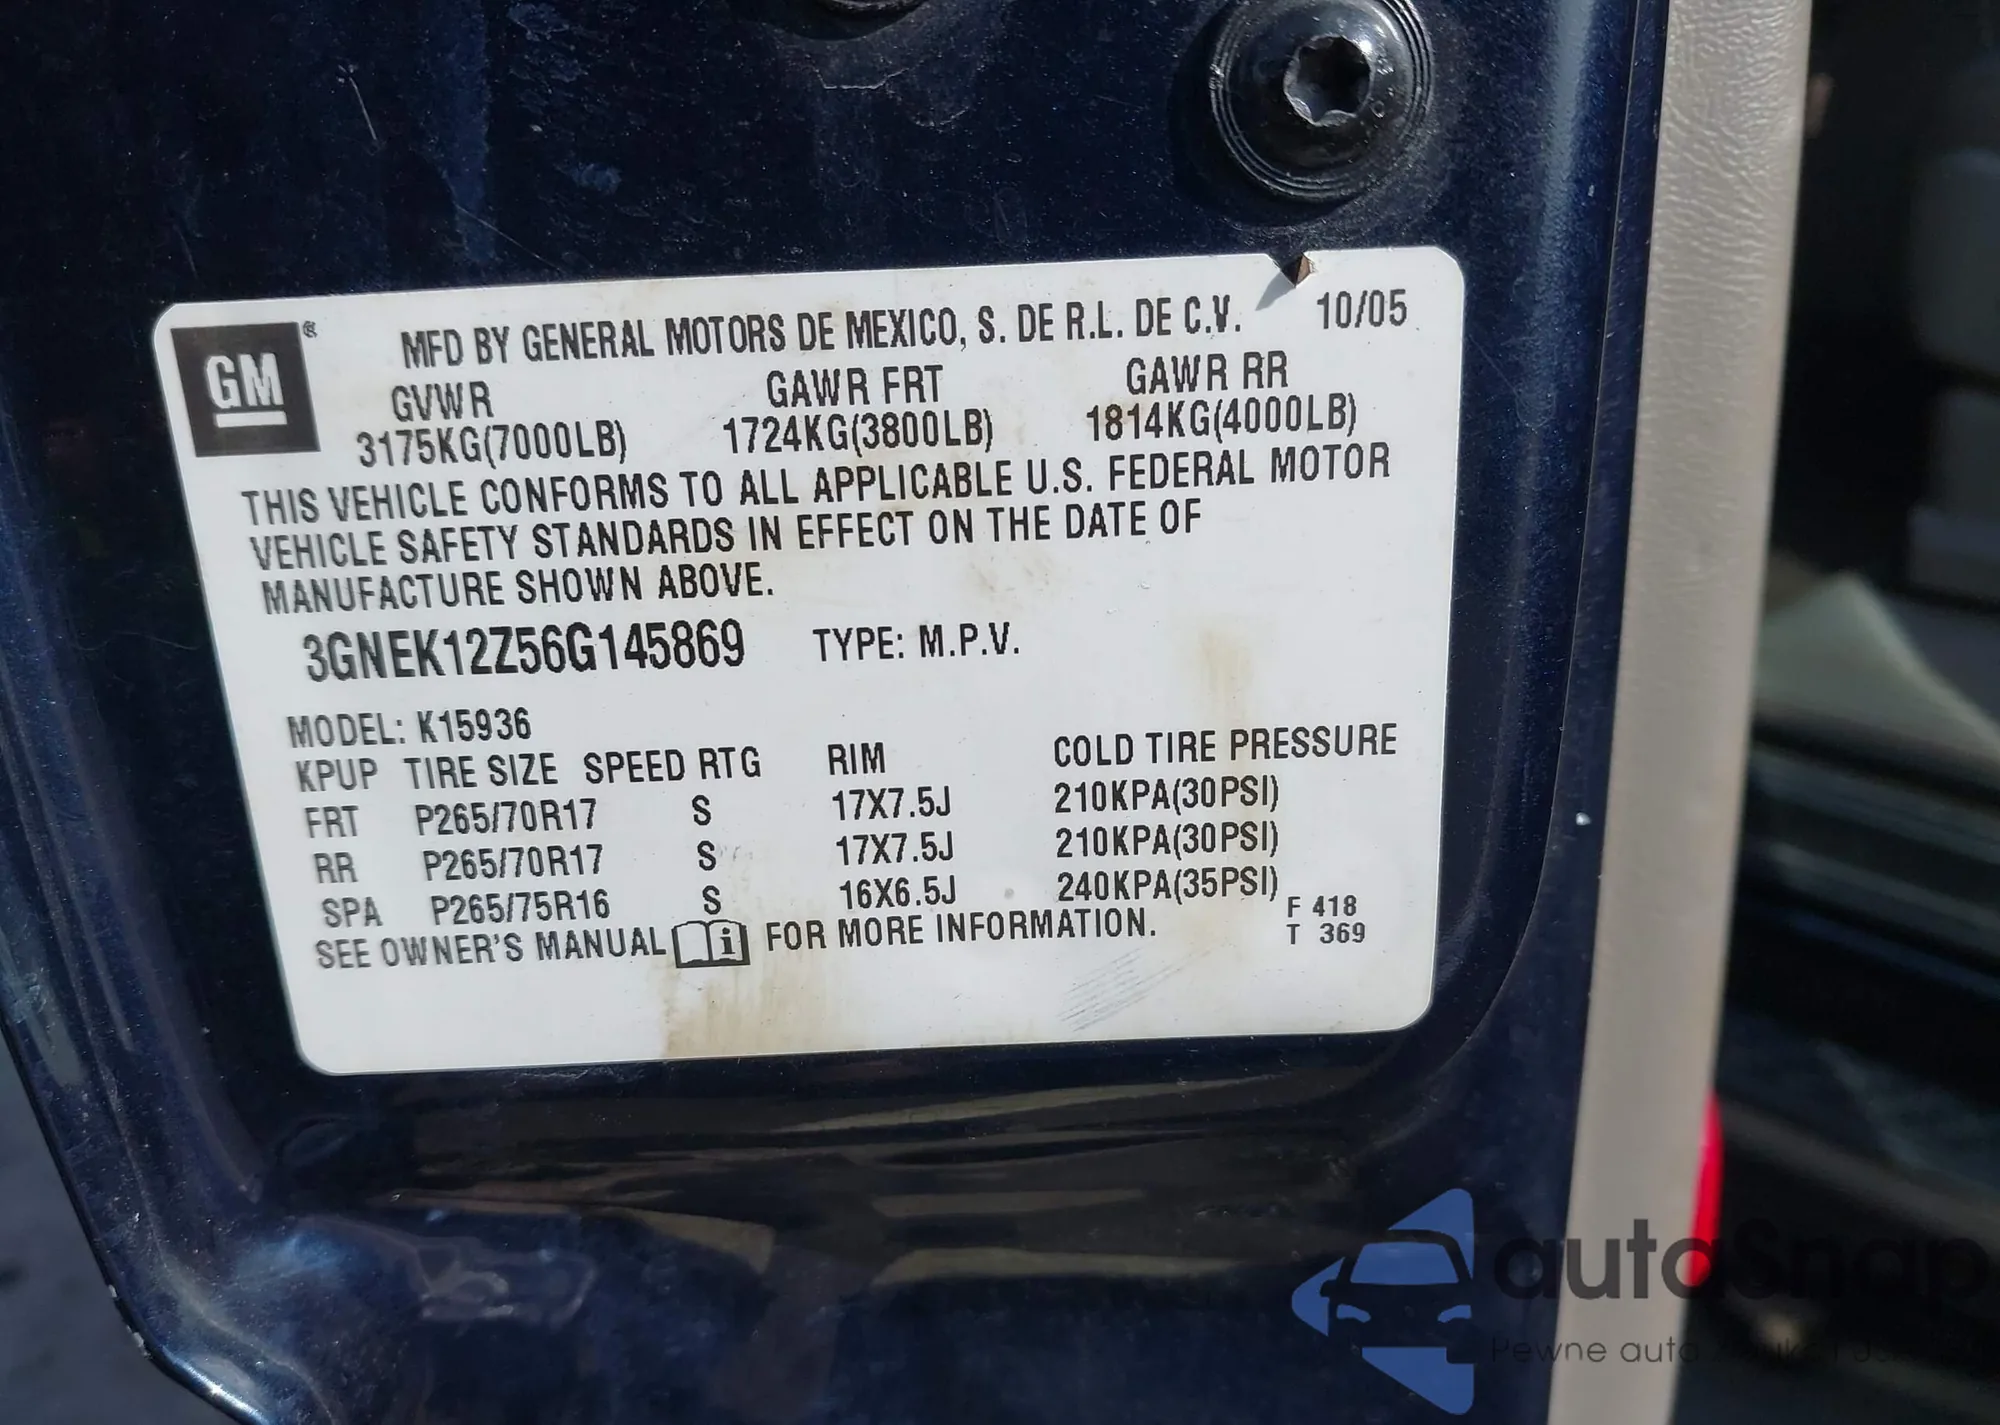 GM ®
MFD BY GENERAL MOTORS DE MEXICO, S. DE R.L. DE C.V. 10/05
GVWR GAWR FRT GAWR RR
3175KG(7000LB) 1724KG(3800LB) 1814KG(4000LB)
THIS VEHICLE CONFORMS TO ALL APPLICABLE U.S. FEDERAL MOTOR
VEHICLE SAFETY STANDARDS IN EFFECT ON THE DATE OF
MANUFACTURE SHOWN ABOVE.
3GNEK12Z56G145869 TYPE: M.P.V.
MODEL: K15936
KPUP TIRE SIZE SPEED RTG RIM COLD TIRE PRESSURE
FRT P265/70R17 S 17X7.5J 210KPA(30PSI)
RR P265/70R17 S 17X7.5J 210KPA(30PSI)
SPA P265/75R16 S 16X6.5J 240KPA(35PSI)
SEE OWNER'S MANUAL i FOR MORE INFORMATION.
F 418
T 369
autoSnap
Pewne auto